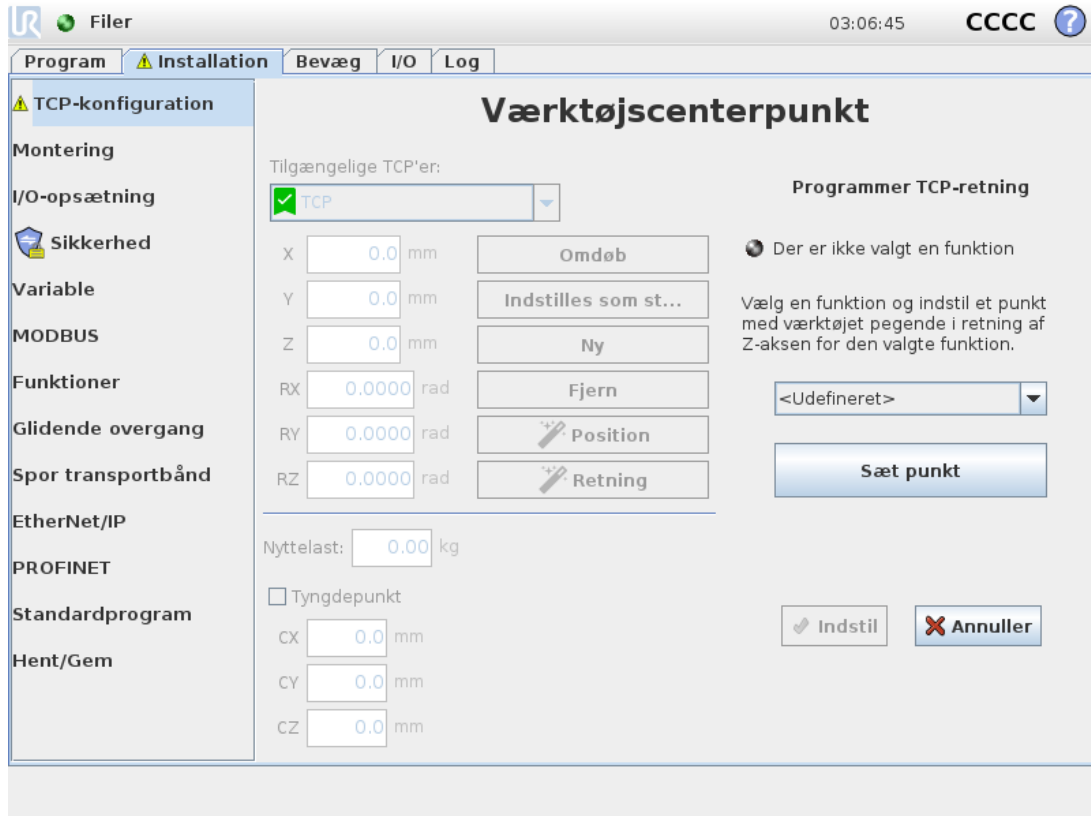 UR Filer 03:06:45 CCCC ?
Program Installation Bevæg I/O Log
TCP-konfiguration
Montering
I/O-opsætning
Sikkerhed
Variable
MODBUS
Funktioner
Glidende overgang
Spor transportbånd
EtherNet/IP
PROFINET
Standardprogram
Hent/Gem
Værktøjscenterpunkt
Tilgængelige TCP'er:
TCP
X 0.0 mm Omdøb
Y 0.0 mm Indstilles som st...
Z 0.0 mm Ny
RX 0.0000 rad Fjern
RY 0.0000 rad Position
RZ 0.0000 rad Retning
Nyttelast: 0.00 kg
Tyngdepunkt
CX 0.0 mm
CY 0.0 mm
CZ 0.0 mm
Programmer TCP-retning
Der er ikke valgt en funktion
Vælg en funktion og indstil et punkt
med værktøjet pegende i retning af
Z-aksen for den valgte funktion.
<Udefineret>
Sæt punkt
Indstil Annuller